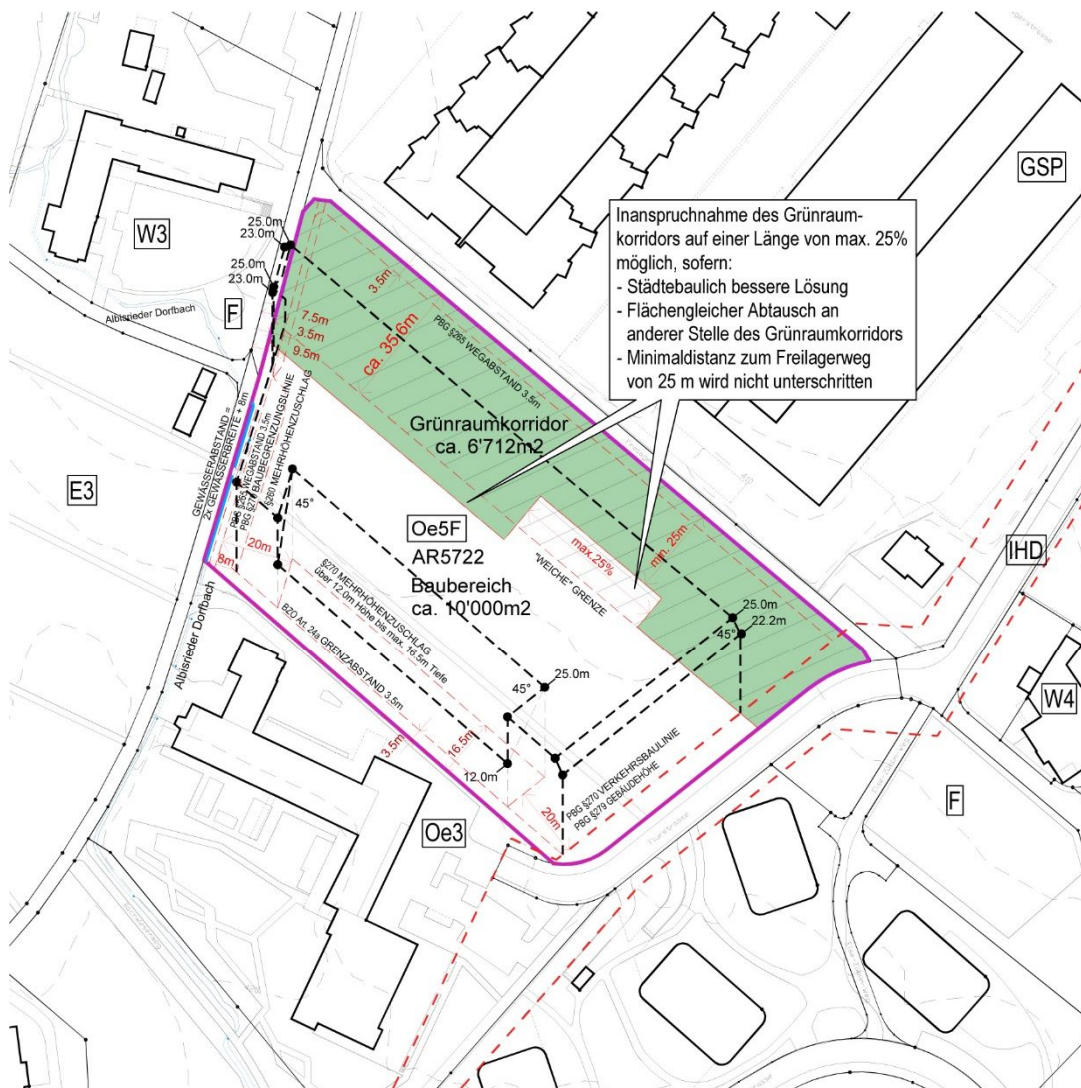 GSP
Inanspruchnahme des Grünraum-
korridors auf einer Länge von max. 25%
möglich, sofern:
- Städtebaulich bessere Lösung
- Flächengleicher Abtausch an
anderer Stelle des Grünraumkorridors
- Minimaldistanz zum Freilagerweg
von 25 m wird nicht unterschritten
W3
25.0m
23.0m
25.0m
23.0m
Albisrieder Dorfbach
F
3.5m
7.5m
3.5m
9.5m
ca. 35.6m
PBG §265 WEGABSTAND 3.5m
Grünraumkorridor
ca. 6'712m2
GEWÄSSERABSTAND =
2x GEWÄSSERBREITE + 8m
PBG §265 WEGABSTAND 3.5m
§260 MEHRHÖHENZUSCHLAG
E3
45°
Oe5F
AR5722
Baubereich
ca. 10'000m2
max.25%
min. 25m
"WEICHE" GRENZE
IHD
20m
8m
§270 MEHRHÖHENZUSCHLAG
über 12.0m Höhe bis max. 16.5m Tiefe
BZO Art. 24a GRENZABSTAND 3.5m
25.0m
22.2m
45°
W4
Albisrieder Dorfbach
45°
25.0m
3.5m
16.5m
12.0m
20m
PBG §270 VERKEHRSBAULINIE
PBG §279 GEBÄUDEHÖHE
Oe3
F